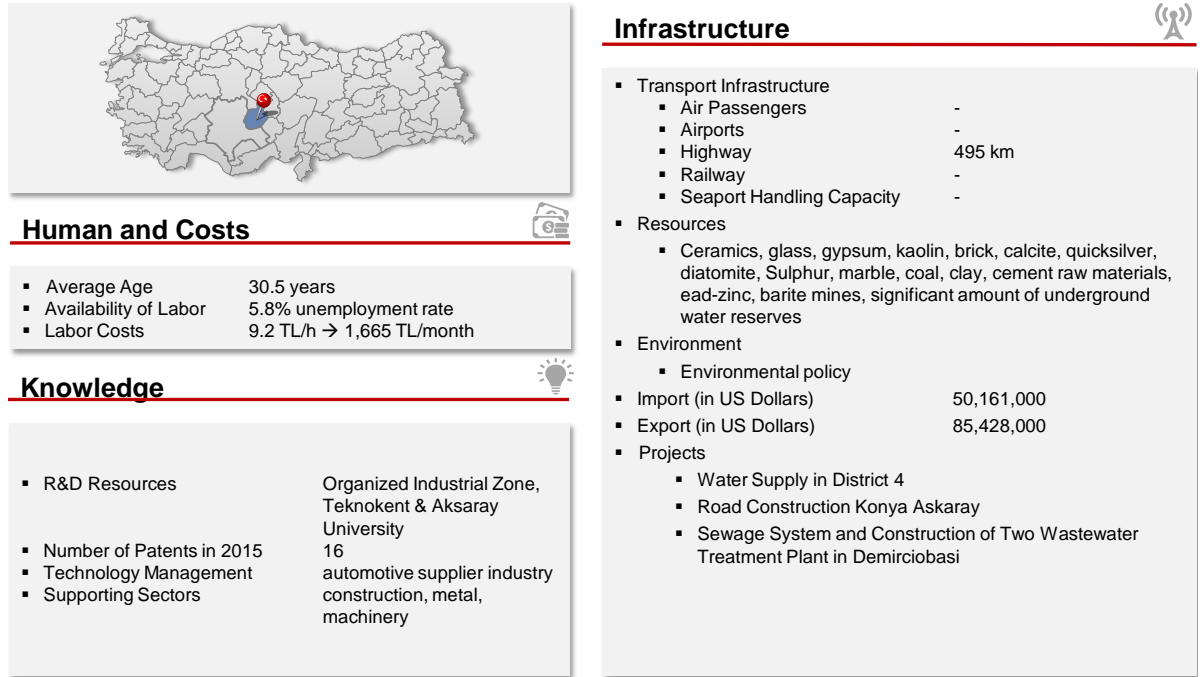 Human and Costs
▪ Average Age 30.5 years
▪ Availability of Labor 5.8% unemployment rate
▪ Labor Costs 9.2 TL/h → 1,665 TL/month
Knowledge
▪ R&D Resources Organized Industrial Zone,
Teknokent & Aksaray
University
▪ Number of Patents in 2015 16
▪ Technology Management automotive supplier industry
▪ Supporting Sectors construction, metal,
machinery
Infrastructure
▪ Transport Infrastructure
▪ Air Passengers -
▪ Airports -
▪ Highway 495 km
▪ Railway -
▪ Seaport Handling Capacity -
▪ Resources
▪ Ceramics, glass, gypsum, kaolin, brick, calcite, quicksilver,
diatomite, Sulphur, marble, coal, clay, cement raw materials,
ead-zinc, barite mines, significant amount of underground
water reserves
▪ Environment
▪ Environmental policy
▪ Import (in US Dollars) 50,161,000
▪ Export (in US Dollars) 85,428,000
▪ Projects
▪ Water Supply in District 4
▪ Road Construction Konya Askaray
▪ Sewage System and Construction of Two Wastewater
Treatment Plant in Demirciobasi